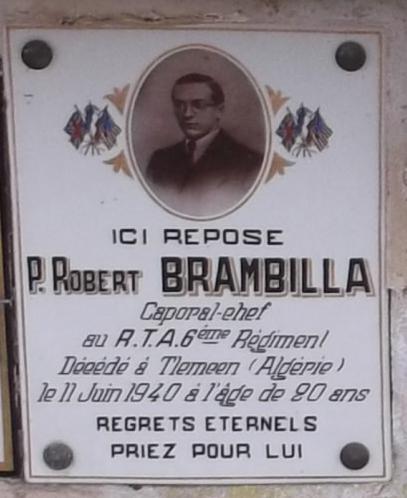 ICI REPOSE
P. ROBERT BRAMBILLA
Caporal-chef
au R.T.A. 6ème Règiment
Décédé à Tlemcen (Algérie)
le 11 Juin 1940 à l'âge de 20 ans
REGRETS ETERNELS
PRIEZ POUR LUI